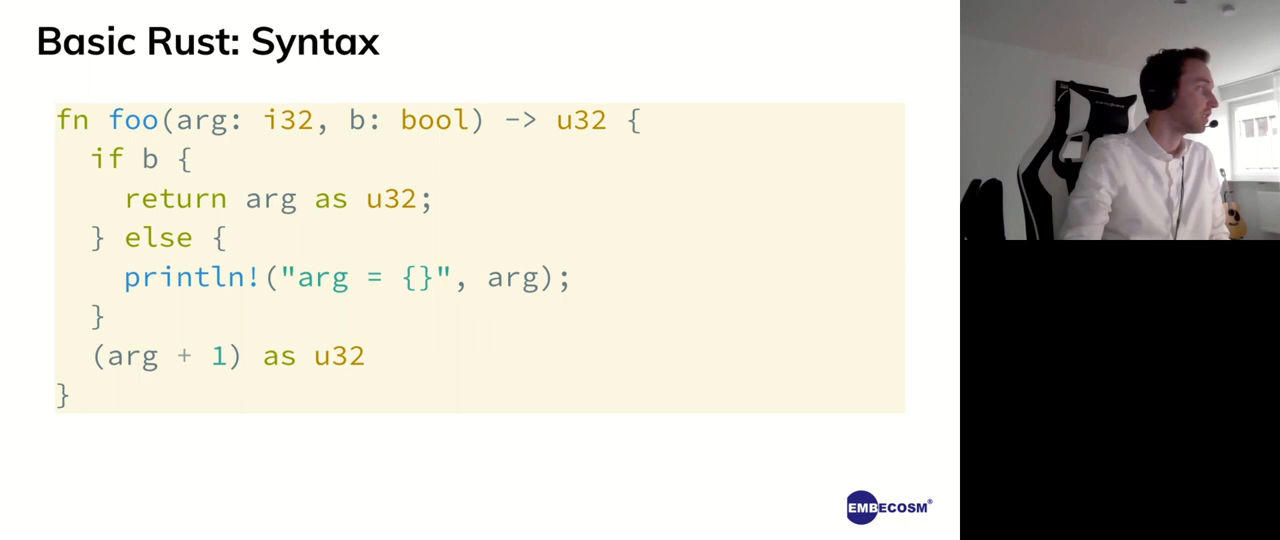 Basic Rust: Syntax
fn foo(arg: i32, b: bool) -> u32 {
  if b {
    return arg as u32;
  } else {
    println!("arg = {}", arg);
  }
  (arg + 1) as u32
}
EMBECOSM®